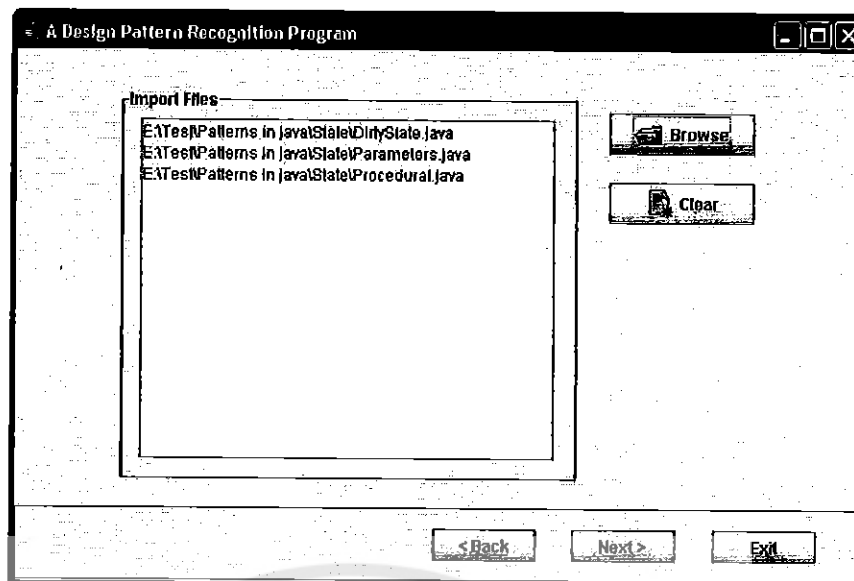 A Design Pattern Recognition Program
Import Files
E:\Test\Patterns in java\State\DirtyState.java
E:\Test\Patterns in java\State\Parameters.java
E:\Test\Patterns in java\State\Procedural.java
Browse
Clear
< Back
Next >
Exit